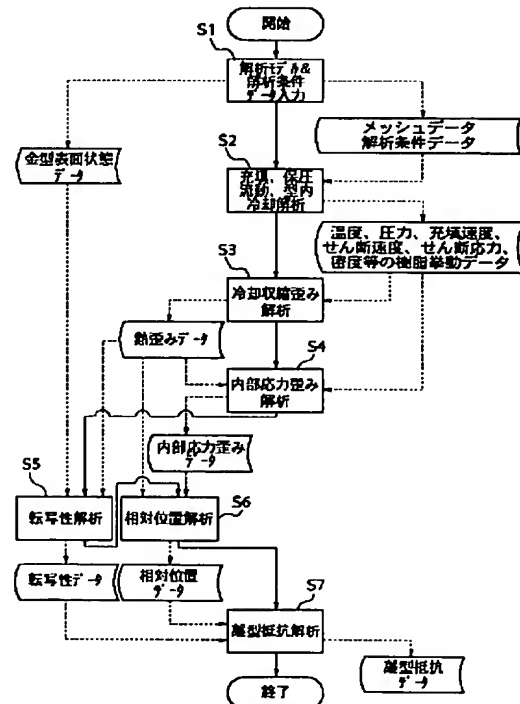 開始
S1
解析モデル&
解析条件
データ入力
メッシュデータ
解析条件データ
金型表面状態
データ
S2
充填、保圧
流動、型内
冷却解析
温度、圧力、充填速度、
せん断速度、せん断応力、
密度等の樹脂挙動データ
S3
冷却収縮歪み
解析
熱歪みデータ
S4
内部応力歪み
解析
内部応力歪み
データ
S5
転写性解析
相対位置解析
S6
転写性データ
相対位置
データ
S7
離型抵抗解析
離型抵抗
データ
終了